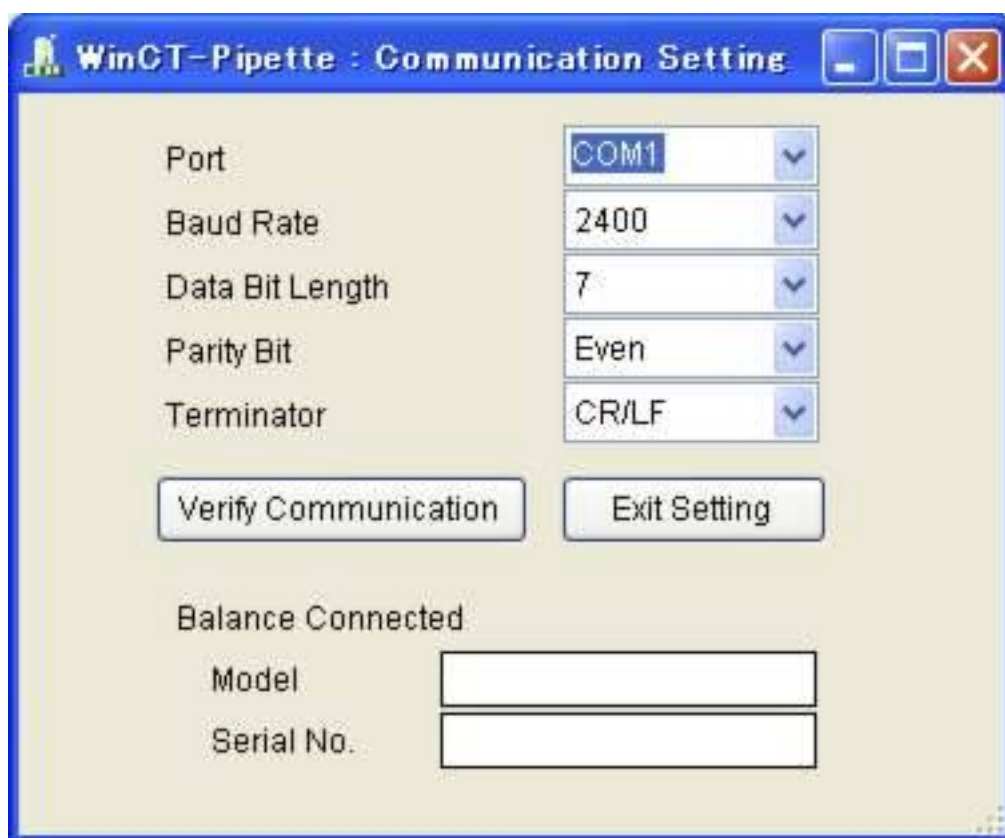 WinCT-Pipette : Communication Setting
Port COM1
Baud Rate 2400
Data Bit Length 7
Parity Bit Even
Terminator CR/LF
Verify Communication Exit Setting
Balance Connected
Model
Serial No.